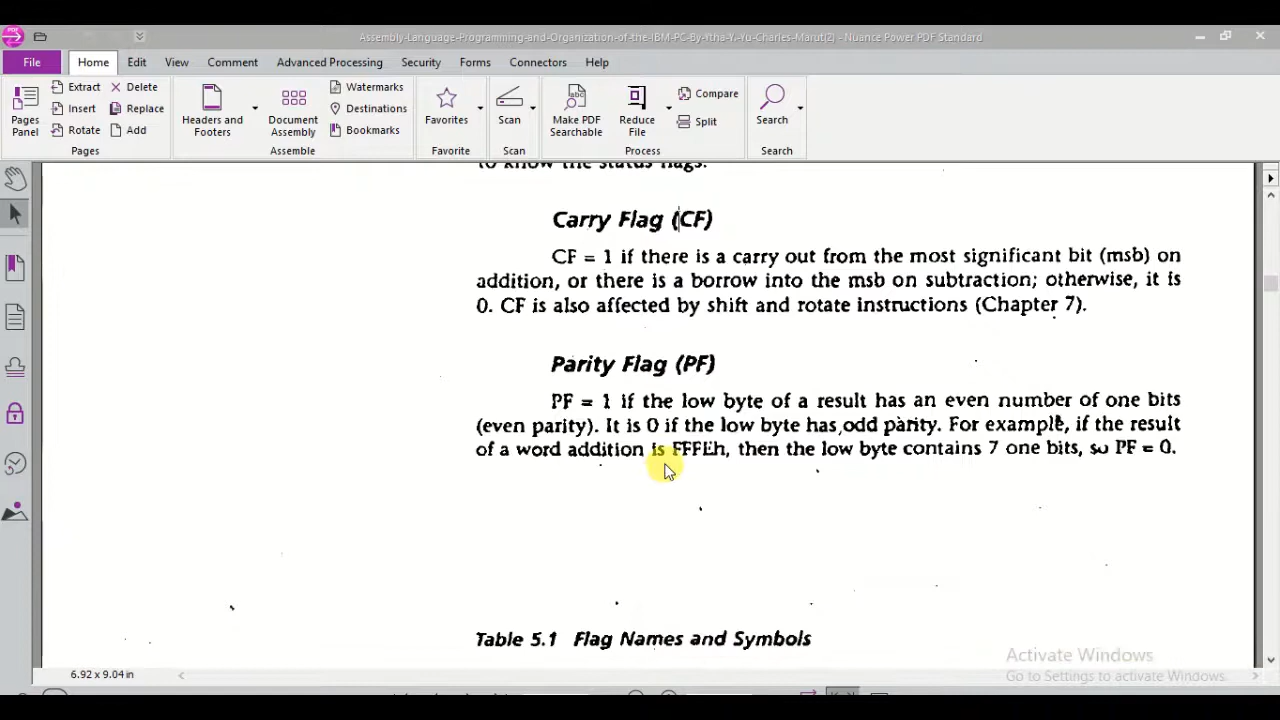 Assembly-Language-Programming-and-Organization-of-the-IBM-PC-By-Ytha-Y.-Yu-Charles-Marut(2) - Nuance Power PDF Standard
File Home Edit View Comment Advanced Processing Security Forms Connectors Help
Extract Delete Watermarks Compare
Insert Replace Destinations Split
Rotate Add Bookmarks
Pages Panel
Headers and Footers
Document Assembly
Favorites
Scan
Make PDF Searchable
Reduce File
Search
Pages Assemble Favorite Scan Process Search
to know the status flags.
Carry Flag (CF)
CF = 1 if there is a carry out from the most significant bit (msb) on
addition, or there is a borrow into the msb on subtraction; otherwise, it is
0. CF is also affected by shift and rotate instructions (Chapter 7).
Parity Flag (PF)
PF = 1 if the low byte of a result has an even number of one bits
(even parity). It is 0 if the low byte has odd parity. For example, if the result
of a word addition is FFFEh, then the low byte contains 7 one bits, so PF = 0.
Table 5.1 Flag Names and Symbols
Activate Windows
Go to Settings to activate Windows.
6.92 x 9.04 in